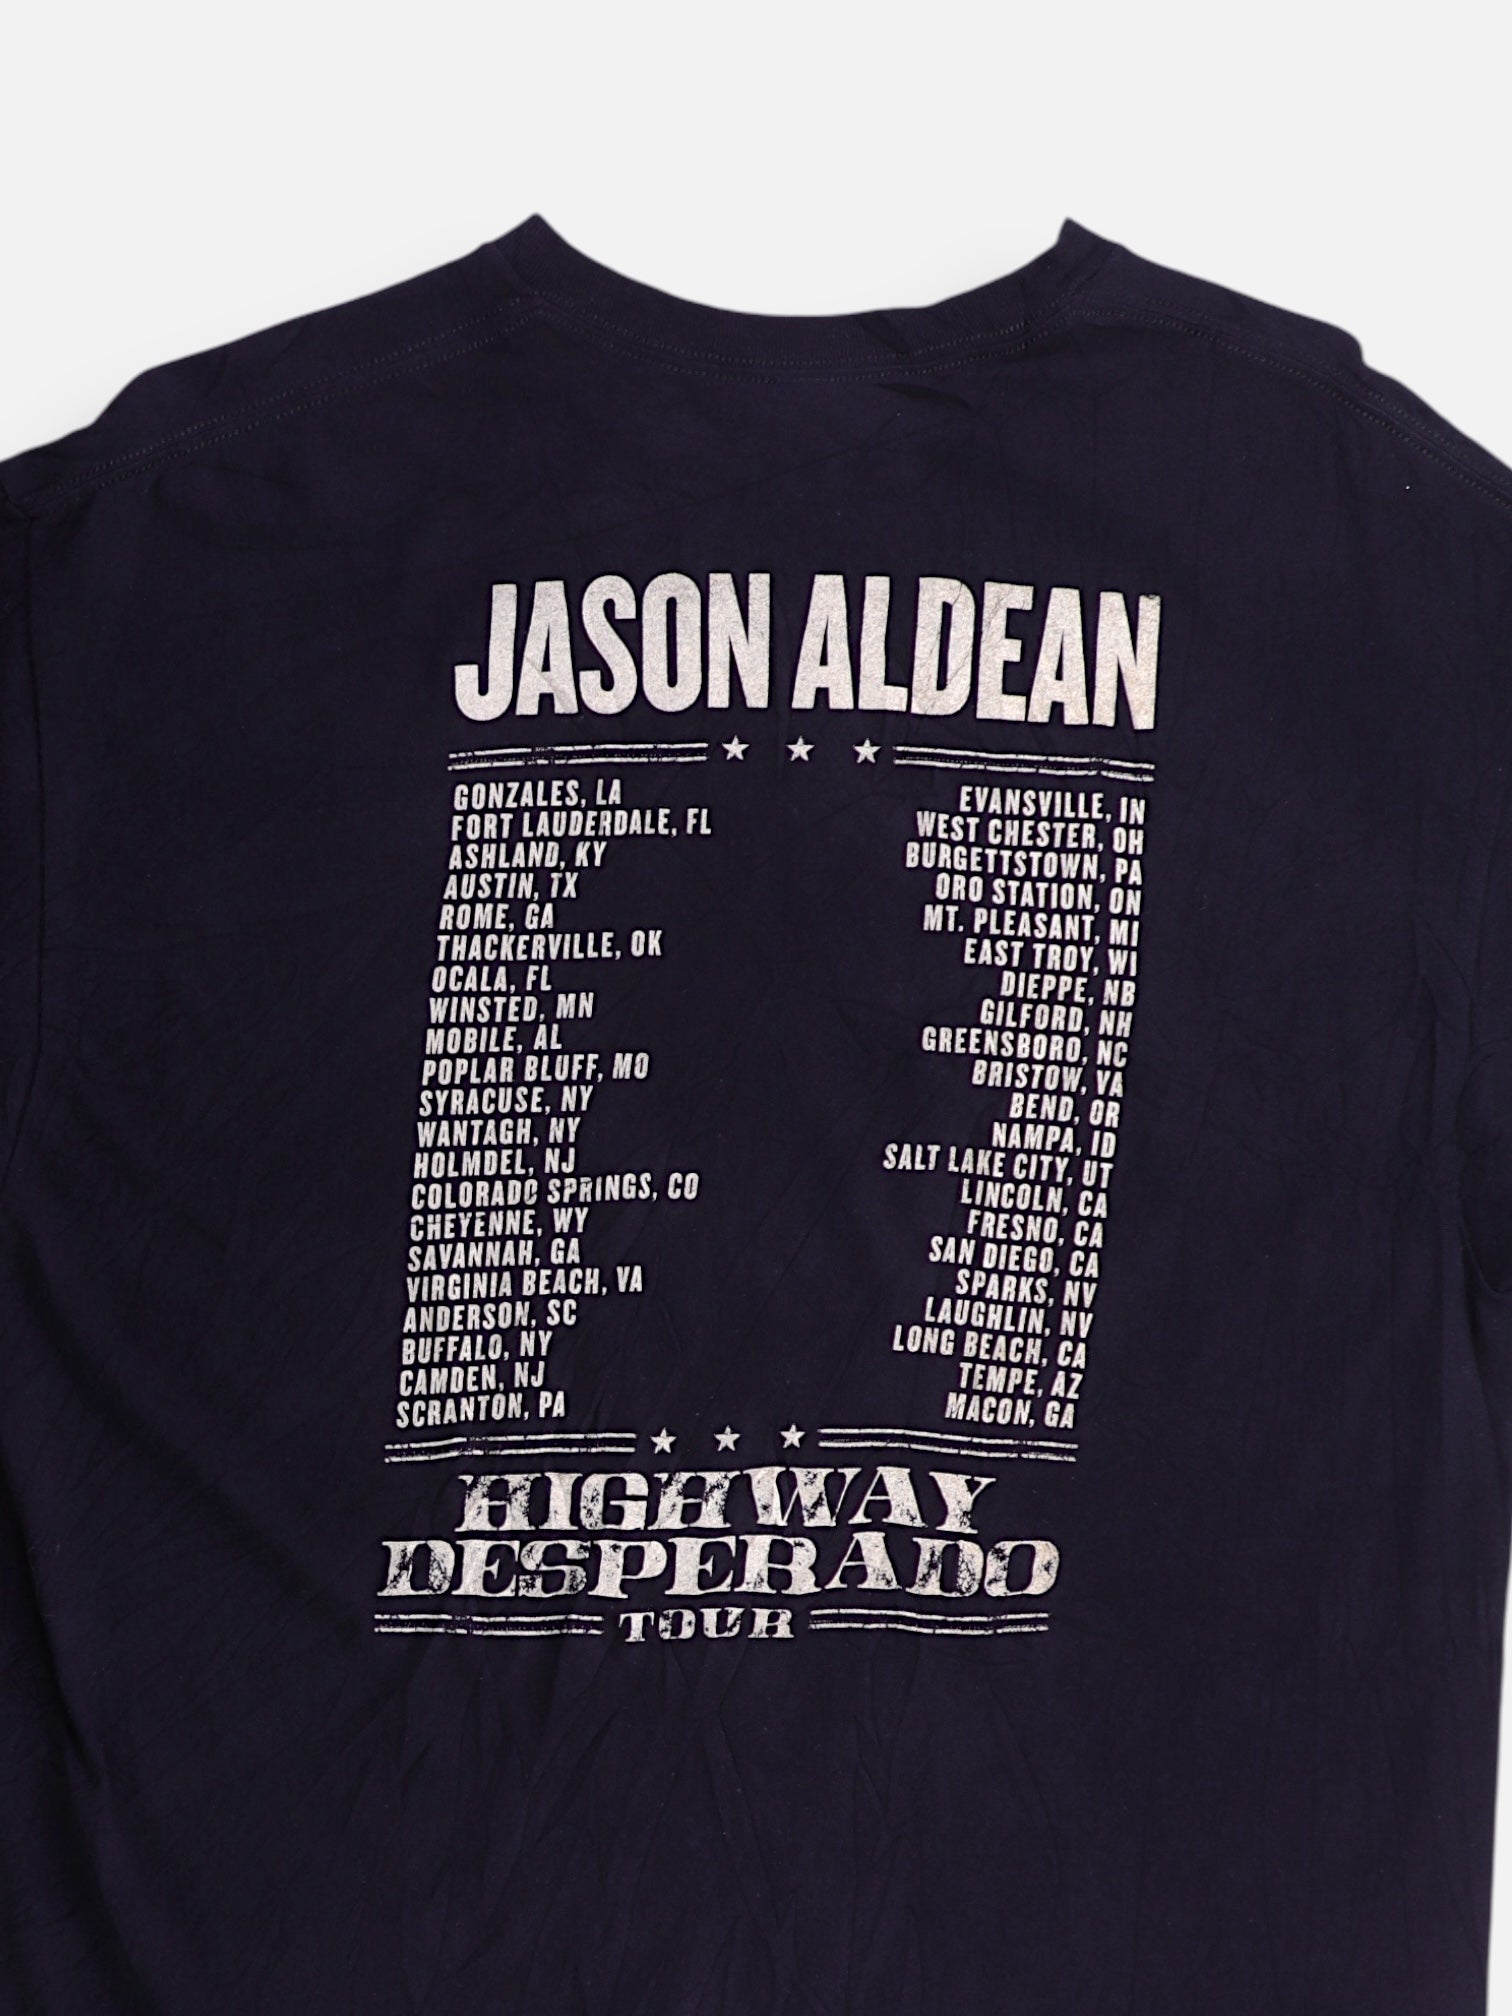 JASON ALDEAN
GONZALES, LA
FORT LAUDERDALE, FL
ASHLAND, KY
AUSTIN, TX
ROME, GA
THACKERVILLE, OK
OCALA, FL
WINSTED, MN
MOBILE, AL
POPLAR BLUFF, MO
SYRACUSE, NY
WANTAGH, NY
HOLMDEL, NJ
COLORADO SPRINGS, CO
CHEYENNE, WY
SAVANNAH, GA
VIRGINIA BEACH, VA
ANDERSON, SC
BUFFALO, NY
CAMDEN, NJ
SCRANTON, PA
EVANSVILLE, IN
WEST CHESTER, OH
BURGETTSTOWN, PA
ORO STATION, ON
MT. PLEASANT, MI
EAST TROY, WI
DIEPPE, NB
GILFORD, NH
GREENSBORO, NC
BRISTOW, VA
BEND, OR
NAMPA, ID
SALT LAKE CITY, UT
LINCOLN, CA
FRESNO, CA
SAN DIEGO, CA
SPARKS, NV
LAUGHLIN, NV
LONG BEACH, CA
TEMPE, AZ
MACON, GA
HIGHWAY
DESPERADO
TOUR